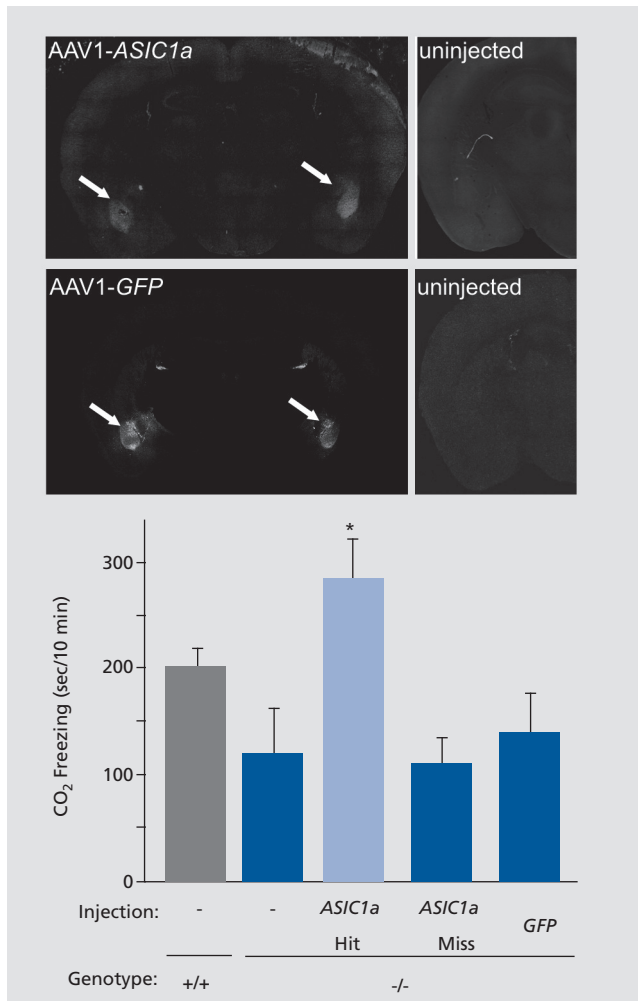 AAV1-ASIC1a uninjected
AAV1-GFP uninjected
*
300
200
100
0
CO₂ Freezing (sec/10 min)
Injection: - - ASIC1a ASIC1a GFP
Hit Miss
Genotype: +/+ -/-